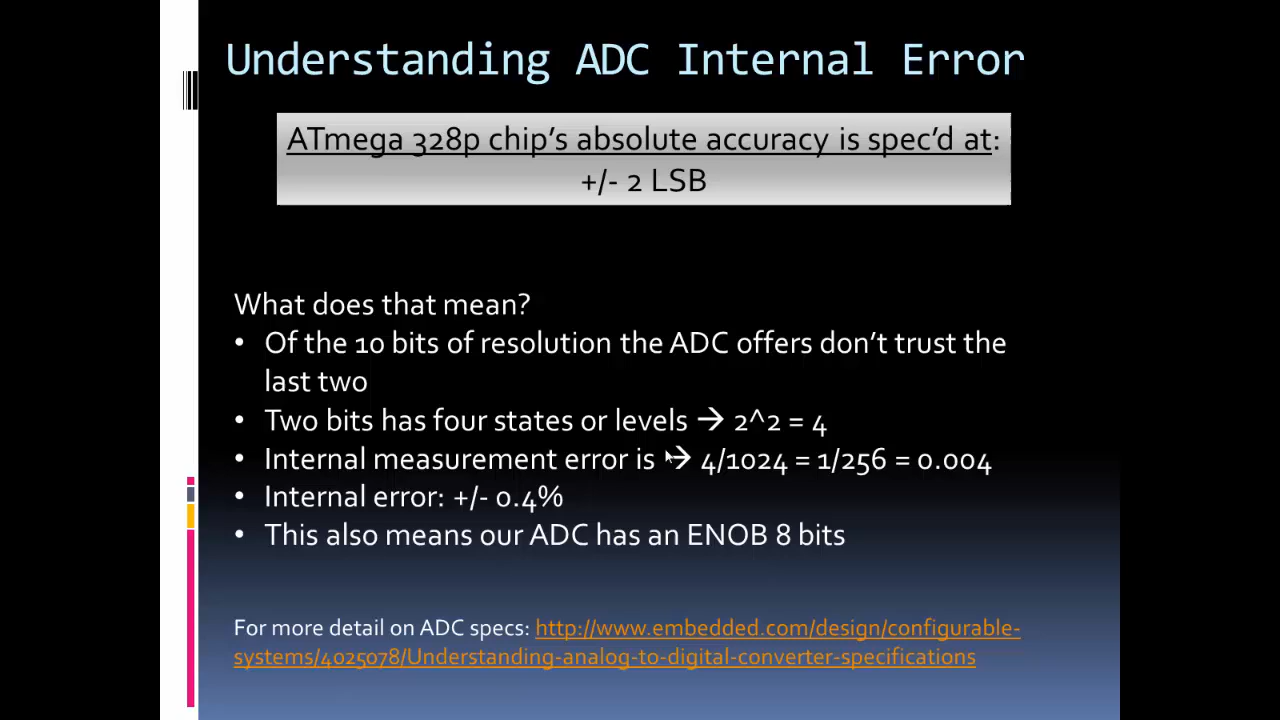 Understanding ADC Internal Error
ATmega 328p chip's absolute accuracy is spec'd at:
+/- 2 LSB
What does that mean?
• Of the 10 bits of resolution the ADC offers don't trust the
last two
• Two bits has four states or levels → 2^2 = 4
• Internal measurement error is → 4/1024 = 1/256 = 0.004
• Internal error: +/- 0.4%
• This also means our ADC has an ENOB 8 bits
For more detail on ADC specs: http://www.embedded.com/design/configurable-
systems/4025078/Understanding-analog-to-digital-converter-specifications